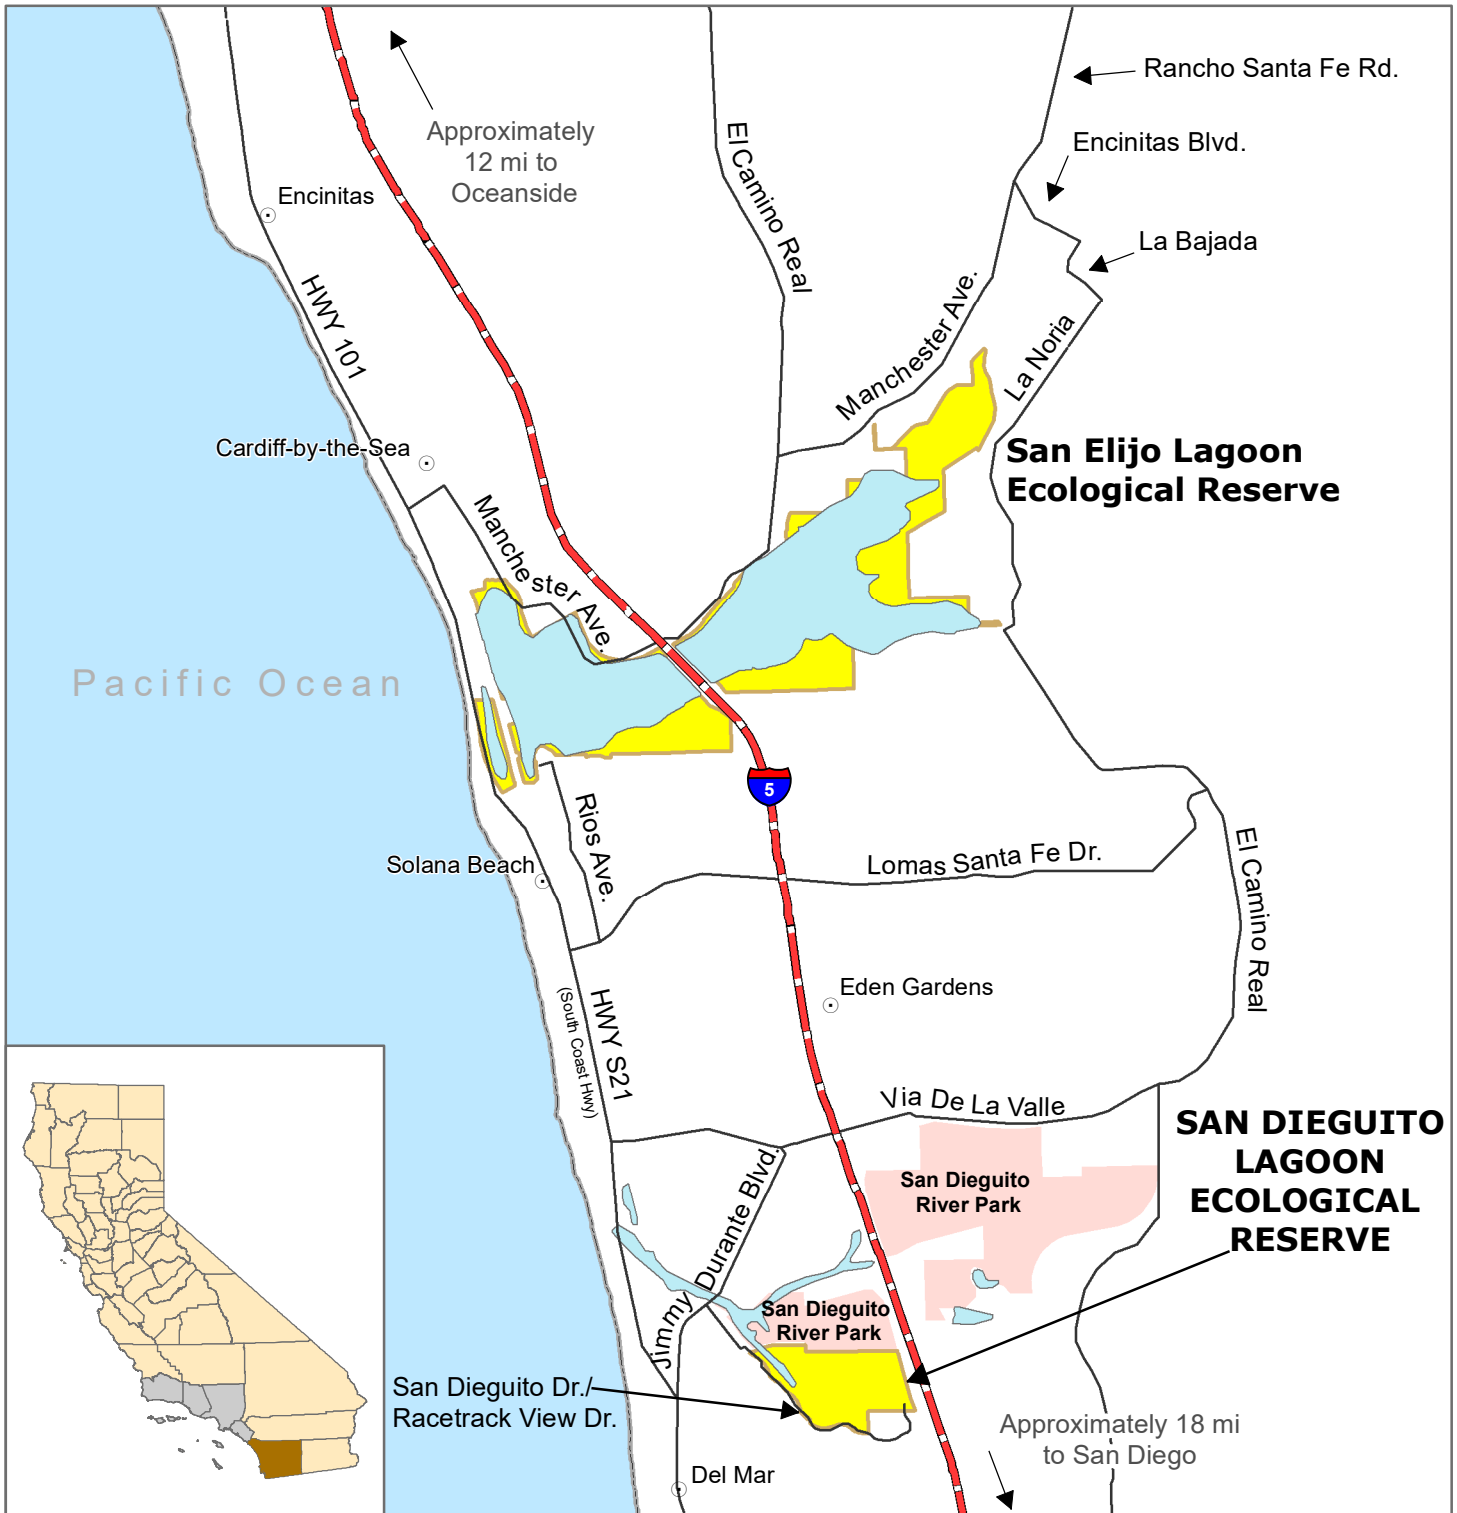 Rancho Santa Fe Rd.
Approximately
12 mi to
Oceanside
El Camino Real
Encinitas Blvd.
Encinitas
La Bajada
HWY 101
Manchester Ave.
La Noria
Cardiff-by-the-Sea
San Elijo Lagoon
Ecological Reserve
Manchester Ave.
Pacific Ocean
5
Rios Ave.
Solana Beach
Lomas Santa Fe Dr.
El Camino Real
Eden Gardens
HWY S21
(South Coast Hwy)
Via De La Valle
SAN DIEGUITO
LAGOON
ECOLOGICAL
RESERVE
San Dieguito
River Park
Jimmy Durante Blvd.
San Dieguito
River Park
San Dieguito Dr./
Racetrack View Dr.
Approximately 18 mi
to San Diego
Del Mar